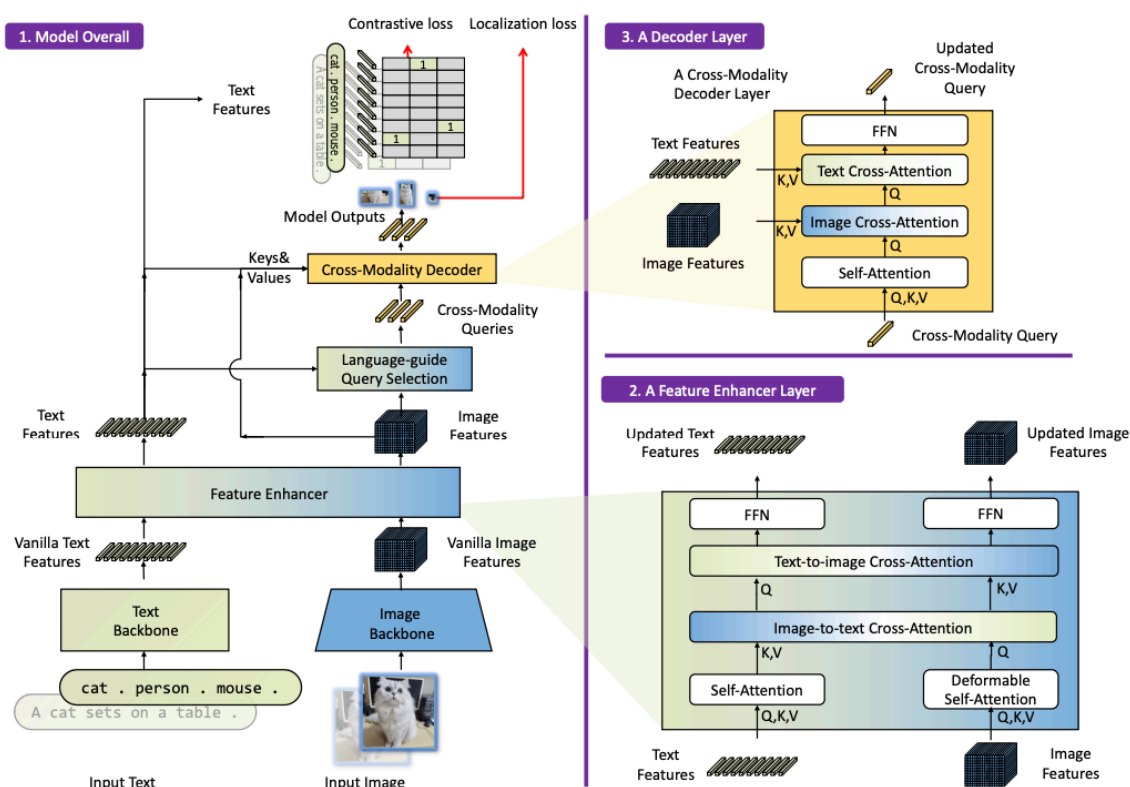 1. Model Overall
Contrastive loss
Localization loss
cat . person . mouse .
A cat sets on a table .
1
1
1
1
Text
Features
Model Outputs
Keys&
Values
Cross-Modality Decoder
Cross-Modality
Queries
Language-guide
Query Selection
Text
Features
Image
Features
Feature Enhancer
Vanilla Text
Features
Vanilla Image
Features
Text
Backbone
Image
Backbone
cat . person . mouse .
A cat sets on a table .
Input Text
Input Image
3. A Decoder Layer
Updated
Cross-Modality
Query
A Cross-Modality
Decoder Layer
FFN
Text Features
Text Cross-Attention
K,V
Q
Image Cross-Attention
K,V
Q
Image Features
Self-Attention
Q,K,V
Cross-Modality Query
2. A Feature Enhancer Layer
Updated Text
Features
Updated Image
Features
FFN
FFN
Text-to-image Cross-Attention
Q
K,V
Image-to-text Cross-Attention
K,V
Q
Self-Attention
Deformable
Self-Attention
Q,K,V
Q,K,V
Text
Features
Image
Features